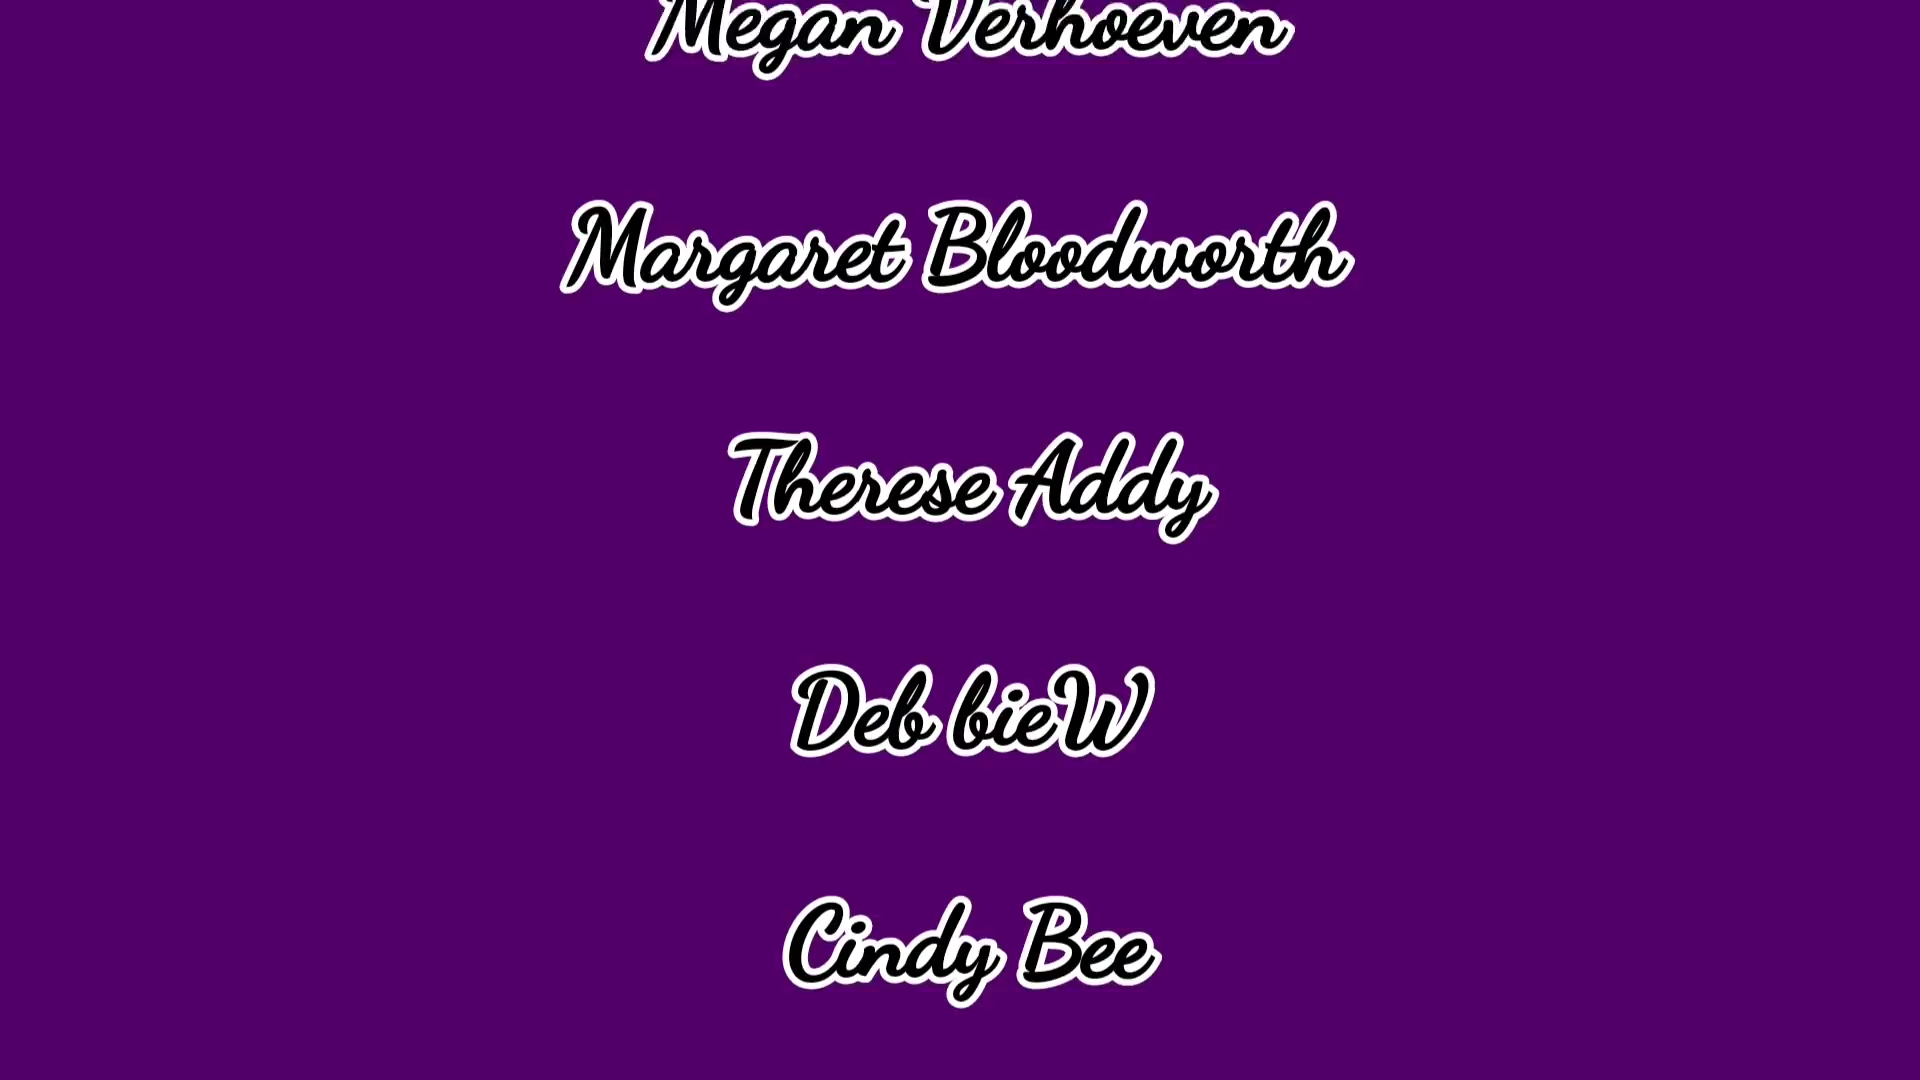 Megan Verhoeven
Margaret Bloodworth
Therese Addy
Deb bieW
Cindy Bee